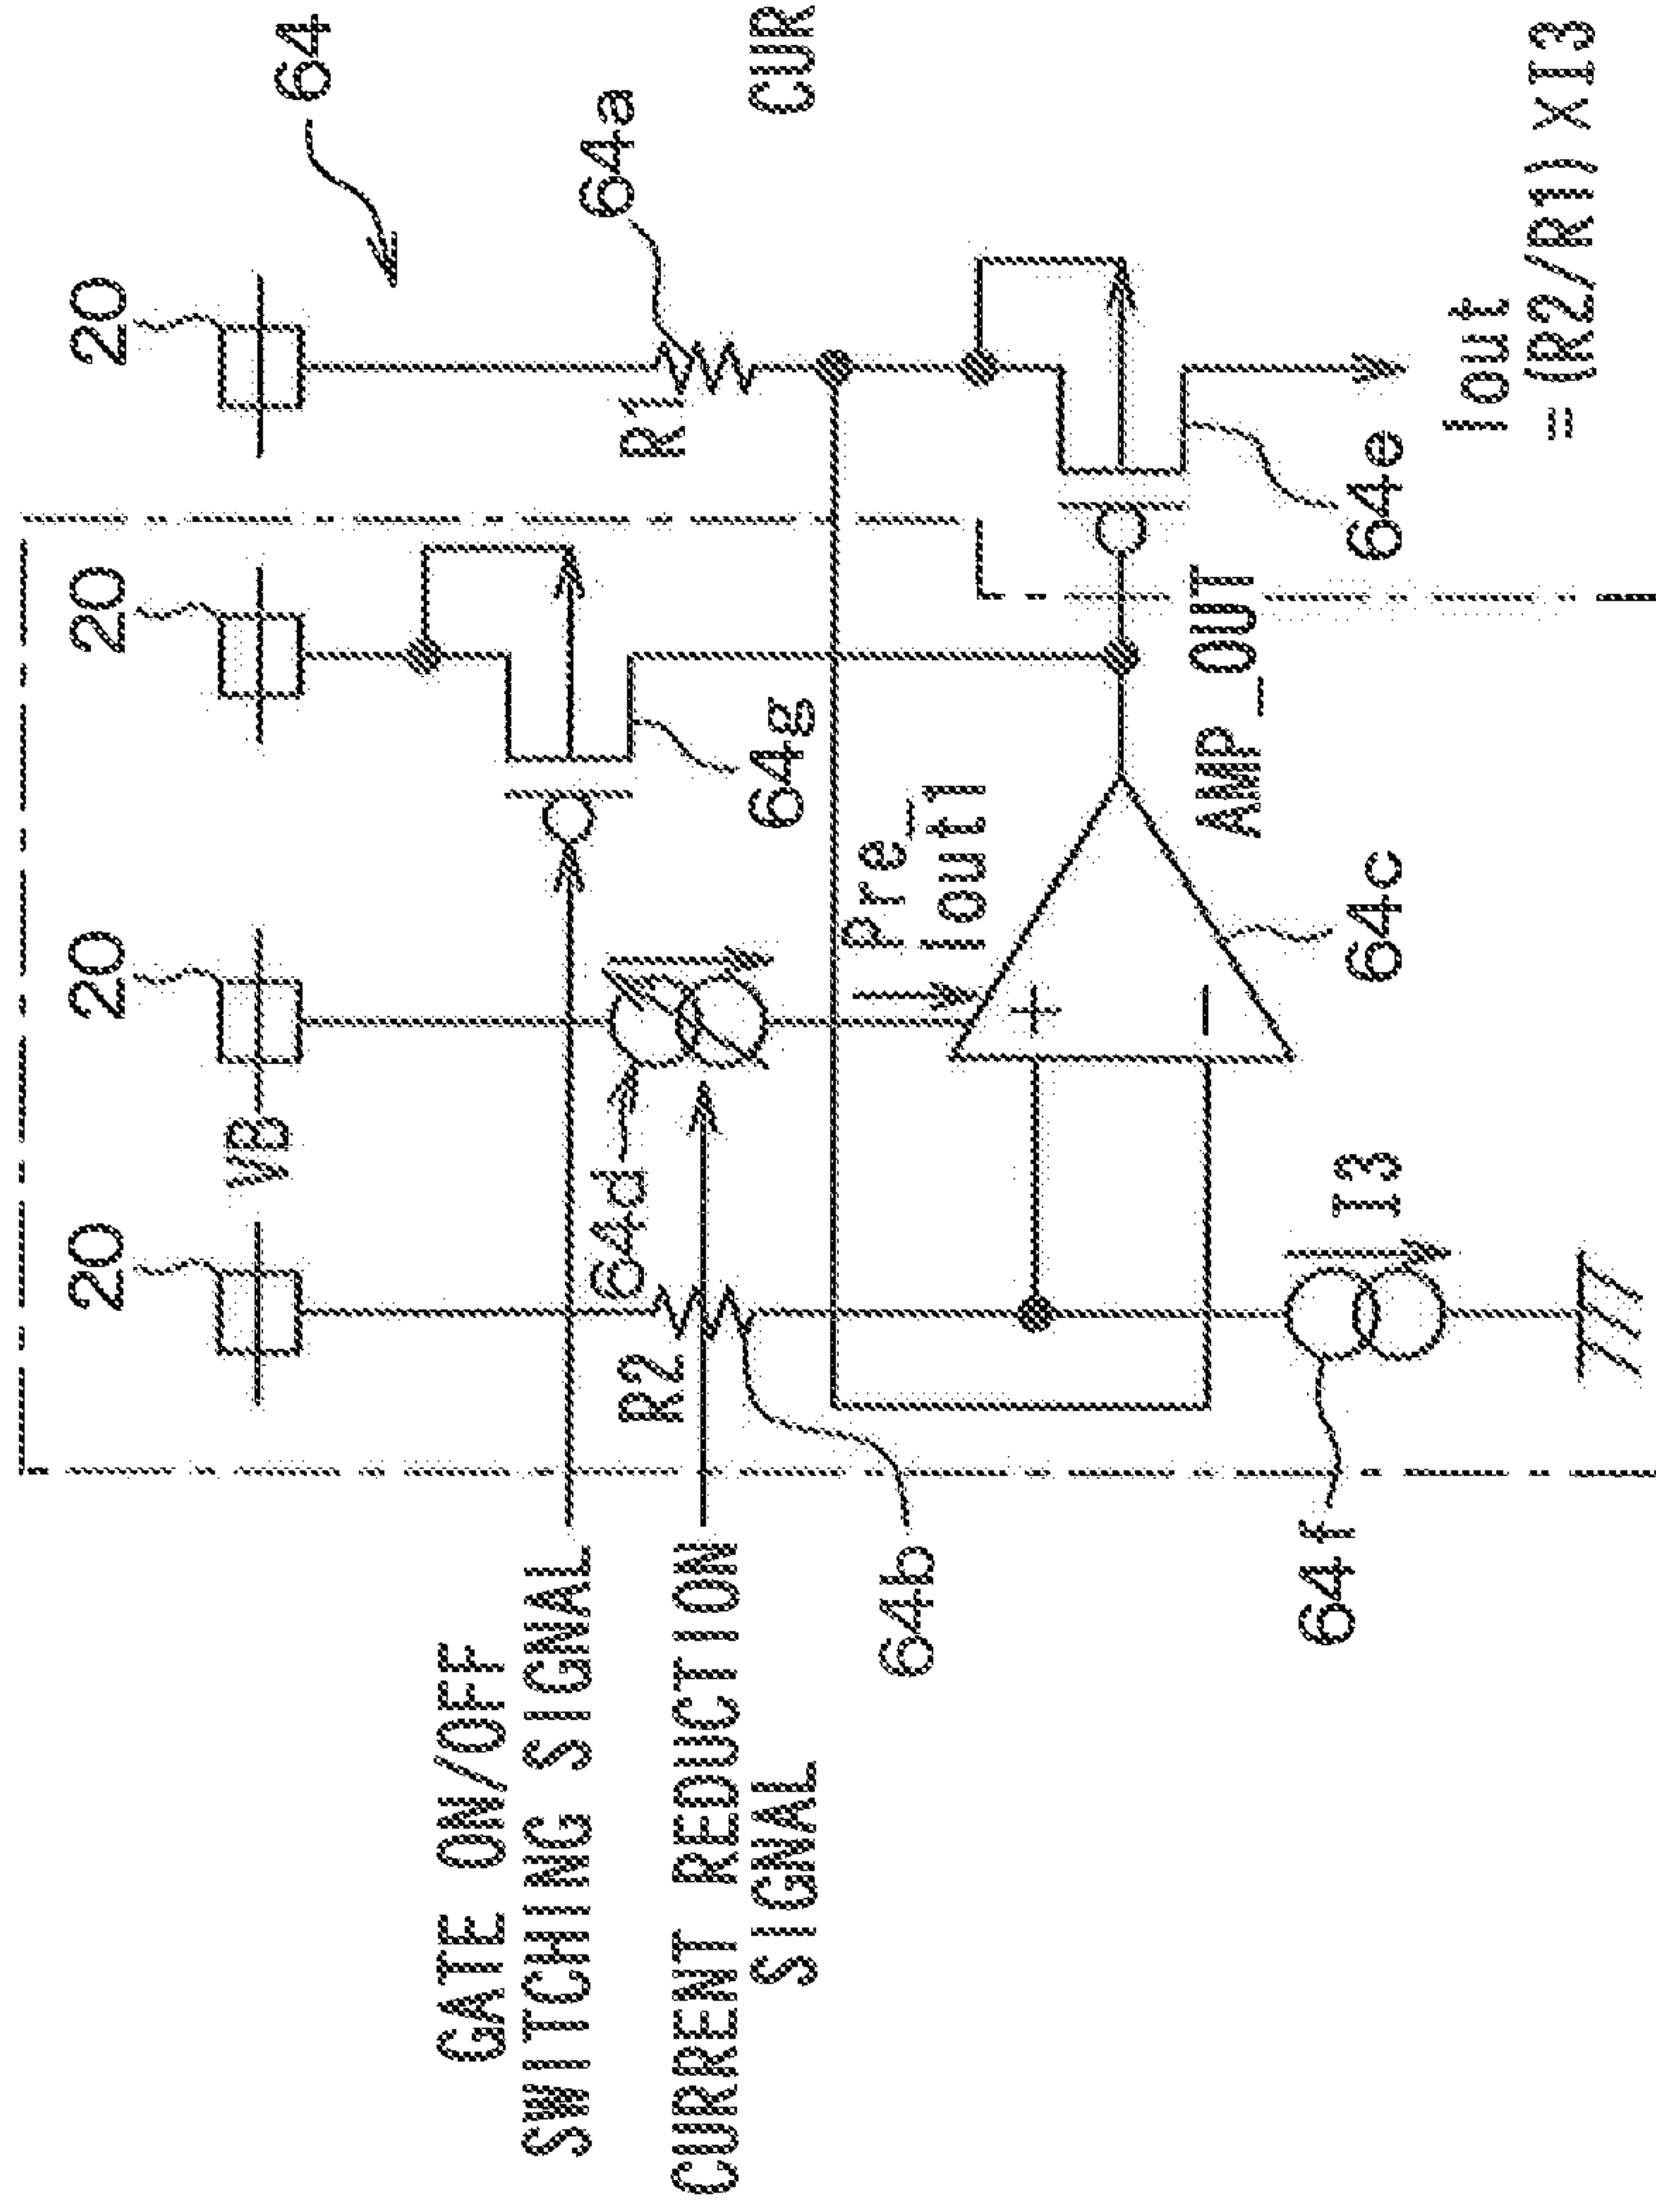 64
20
20
20
20
VB
64a
R1
CUR
GATE ON/OFF
SWITCHING SIGNAL
64g
64d
R2
CURRENT REDUCTION
SIGNAL
Pre_
Iout1
64b
+
−
AMP_OUT
64c
64e
64f
I3
Iout
=(R2/R1)×I3